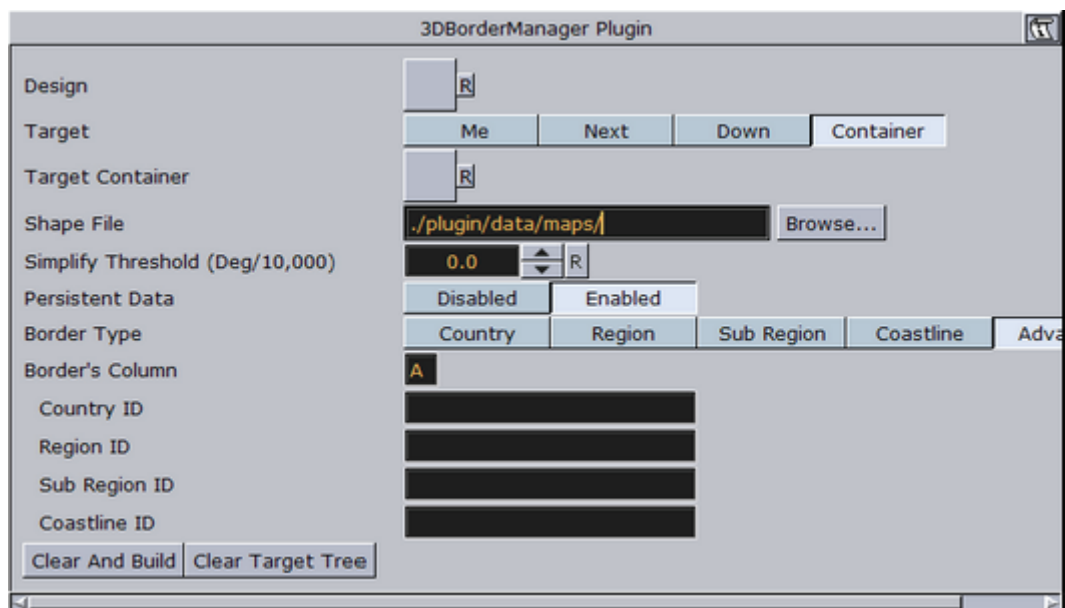 3DBorderManager Plugin
Design R
Target Me Next Down Container
Target Container R
Shape File ./plugin/data/maps/ Browse...
Simplify Threshold (Deg/10,000) 0.0 R
Persistent Data Disabled Enabled
Border Type Country Region Sub Region Coastline Adva
Border's Column A
Country ID
Region ID
Sub Region ID
Coastline ID
Clear And Build Clear Target Tree